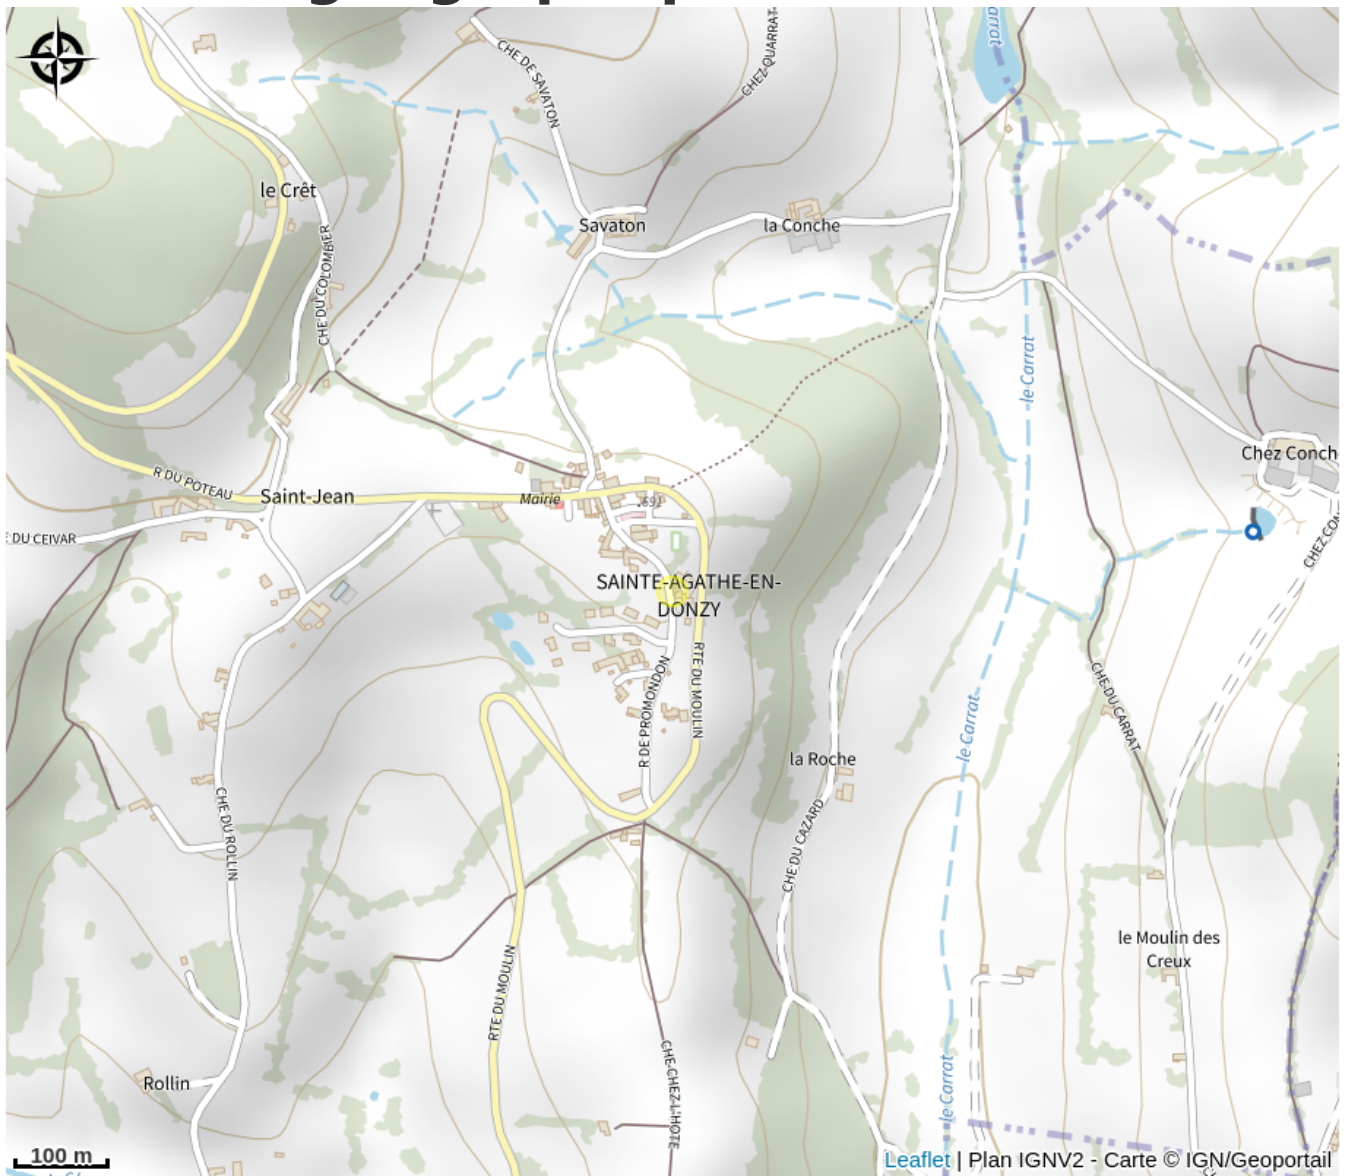 CHE DE SAVATON
CHEZ QUARRAT
arrat
le Crêt
Savaton
la Conche
CHE DU COLOMBIER
le Carrat
Chez Conch
R DU POTEAU
Saint-Jean
Mairie
691
E DU CEIVAR
CHEZ CON
SAINTE-AGATHE-EN-
DONZY
RTE DU MOULIN
R DE PROMONDON
CHE DU CARRAT
le Carrat
la Roche
CHE DU ROLLIN
CHE DU CAZARD
le Moulin des
Creux
RTE DU MOULIN
CHE CHEZ L'HOTE
le Carrat
Rollin
100 m
Leaflet | Plan IGNV2 - Carte © IGN/Geoportail